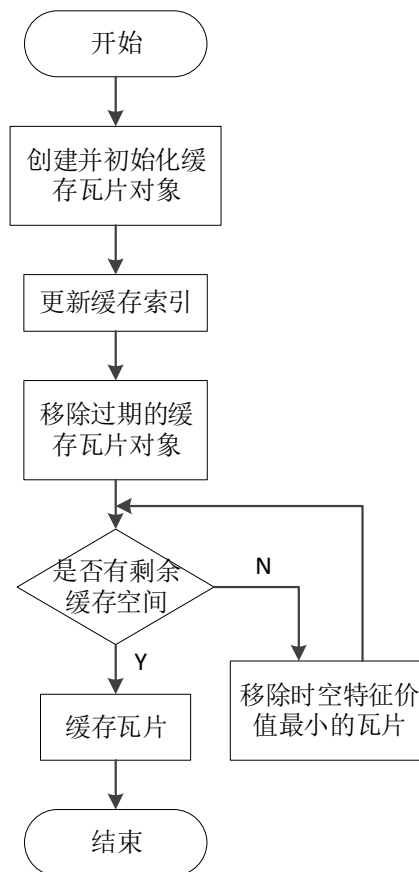 开始
创建并初始化缓
存瓦片对象
更新缓存索引
移除过期的缓
存瓦片对象
是否有剩余
缓存空间
N
Y
移除时空特征价
值最小的瓦片
缓存瓦片
结束